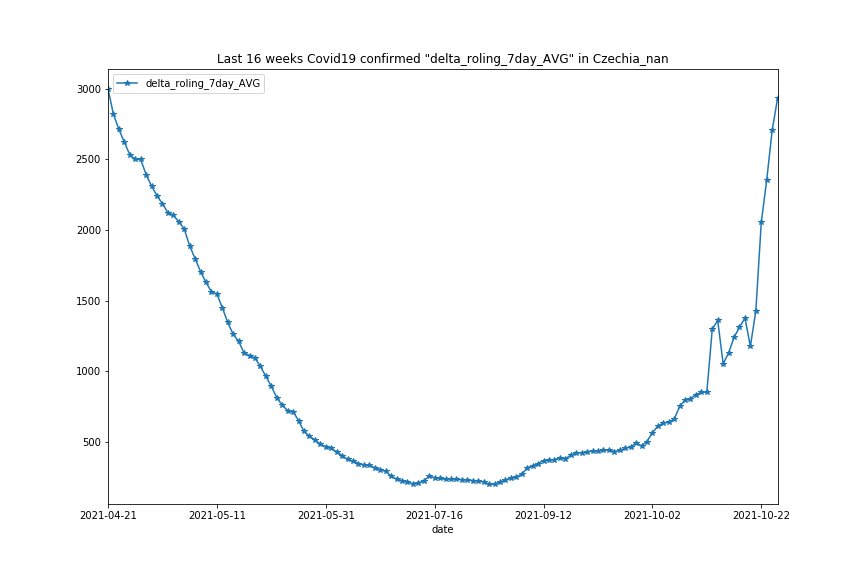 Last 16 weeks Covid19 confirmed "delta_roling_7day_AVG" in Czechia_nan
delta_roling_7day_AVG
3000
2500
2000
1500
1000
500
2021-04-21 2021-05-11 2021-05-31 2021-07-16 2021-09-12 2021-10-02 2021-10-22
date